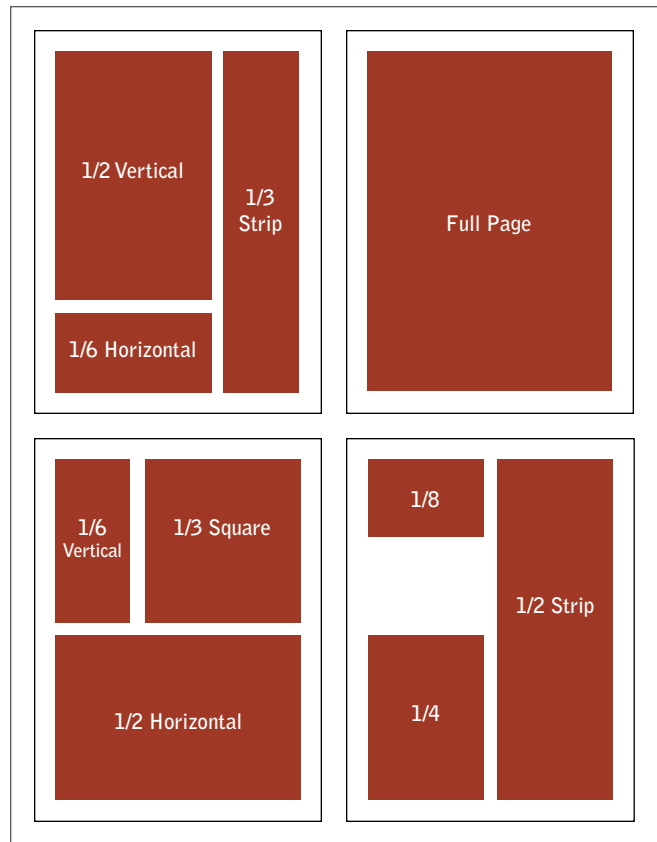 1/2 Vertical
1/3
Strip
1/6 Horizontal
Full Page
1/6
Vertical
1/3 Square
1/2 Horizontal
1/8
1/2 Strip
1/4